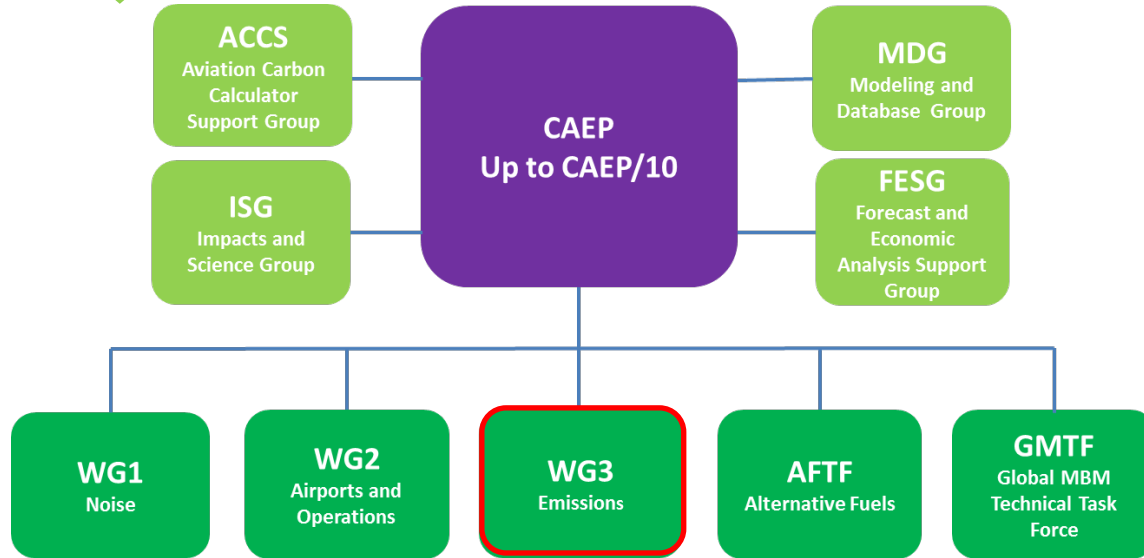 ACCS
Aviation Carbon
Calculator
Support Group
ISG
Impacts and
Science Group
CAEP
Up to CAEP/10
MDG
Modeling and
Database Group
FESG
Forecast and
Economic
Analysis Support
Group
WG1
Noise
WG2
Airports and
Operations
WG3
Emissions
AFTF
Alternative Fuels
GMTF
Global MBM
Technical Task
Force